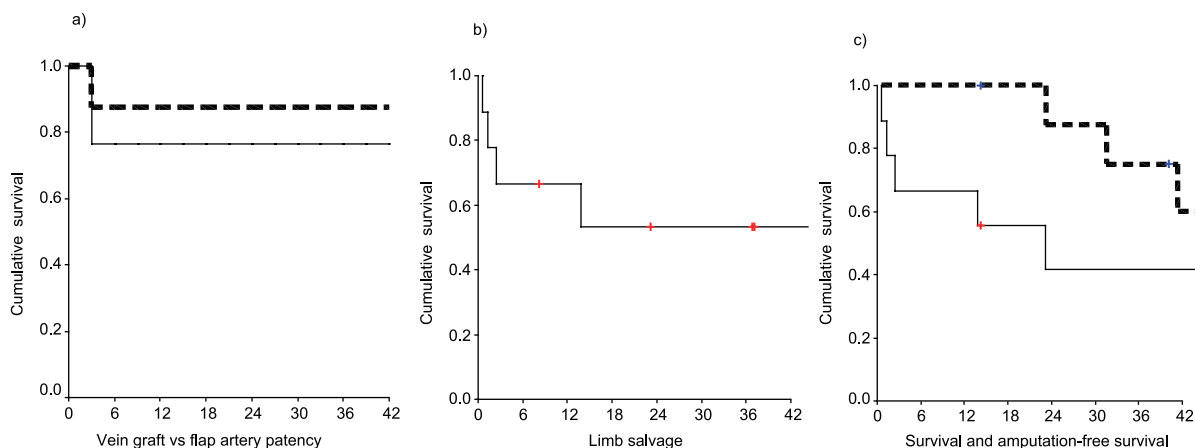 a)
Cumulative survival
1.0
0.8
0.6
0.4
0.2
0.0
0 6 12 18 24 30 36 42
Vein graft vs flap artery patency
b)
Cumulative survival
1.0
0.8
0.6
0.4
0.2
0.0
0 6 12 18 24 30 36 42
Limb salvage
c)
Cumulative survival
1.0
0.8
0.6
0.4
0.2
0.0
0 6 12 18 24 30 36 42
Survival and amputation-free survival